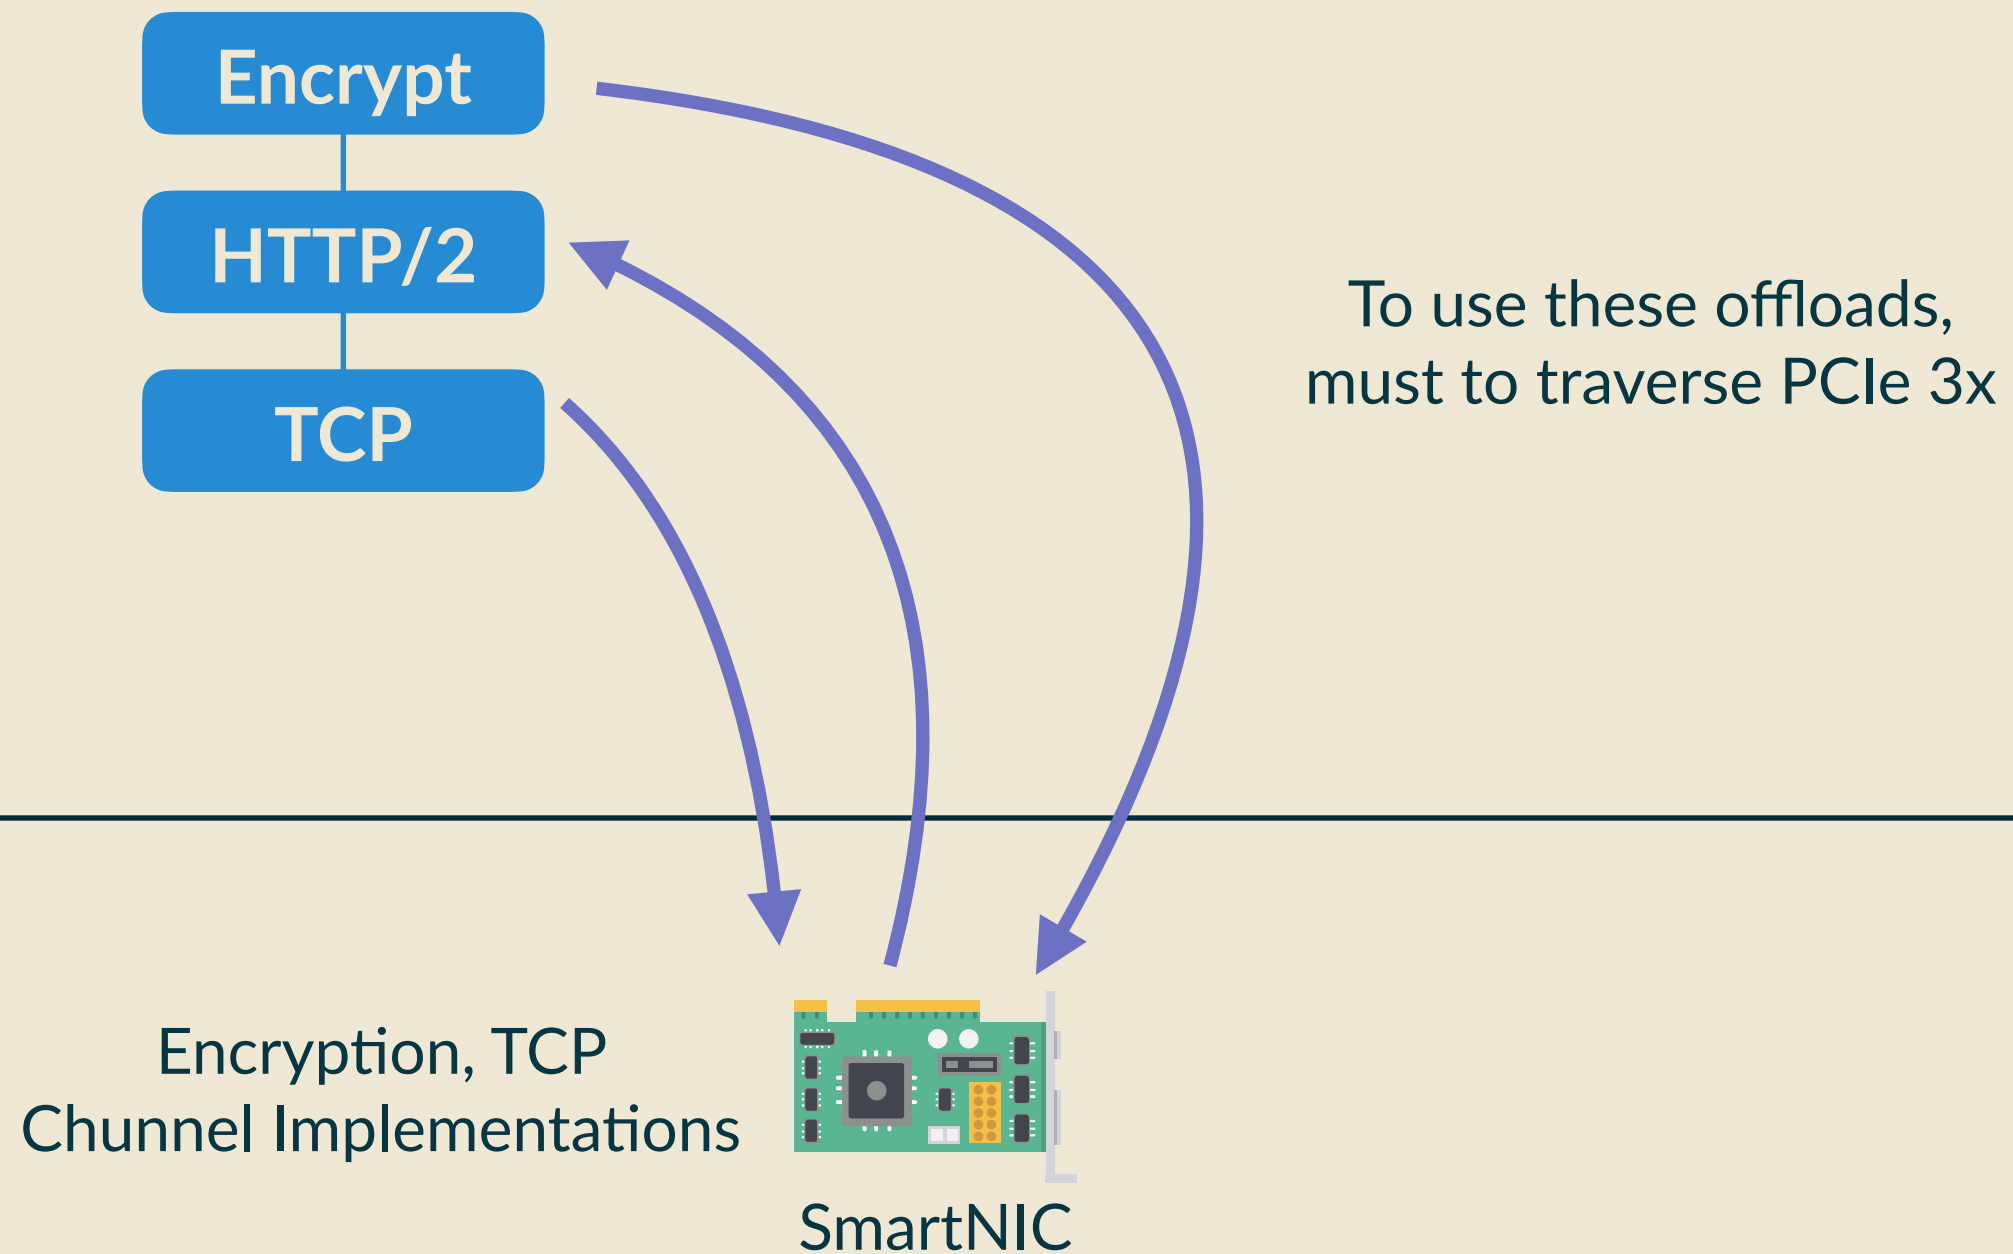 Encrypt
HTTP/2
TCP
To use these offloads,
must to traverse PCIe 3x
Encryption, TCP
Chunnel Implementations
SmartNIC